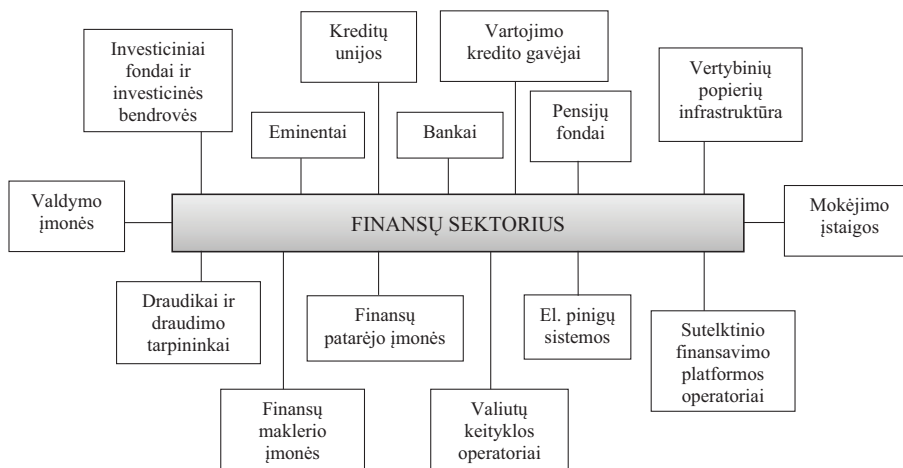 Investiciniai
fondai ir
investicinės
bendrovės
Eminentai
Kreditų
unijos
Bankai
Vartojimo
kredito gavėjai
Pensijų
fondai
Vertybinių
popierių
infrastruktūra
Valdymo
įmonės
FINANSŲ SEKTORIUS
Mokėjimo
įstaigos
Draudikai ir
draudimo
tarpininkai
Finansų
maklerio
įmonės
Finansų
patarėjo įmonės
Valiutų
keityklos
operatoriai
El. pinigų
sistemos
Sutelktinio
finansavimo
platformos
operatoriai